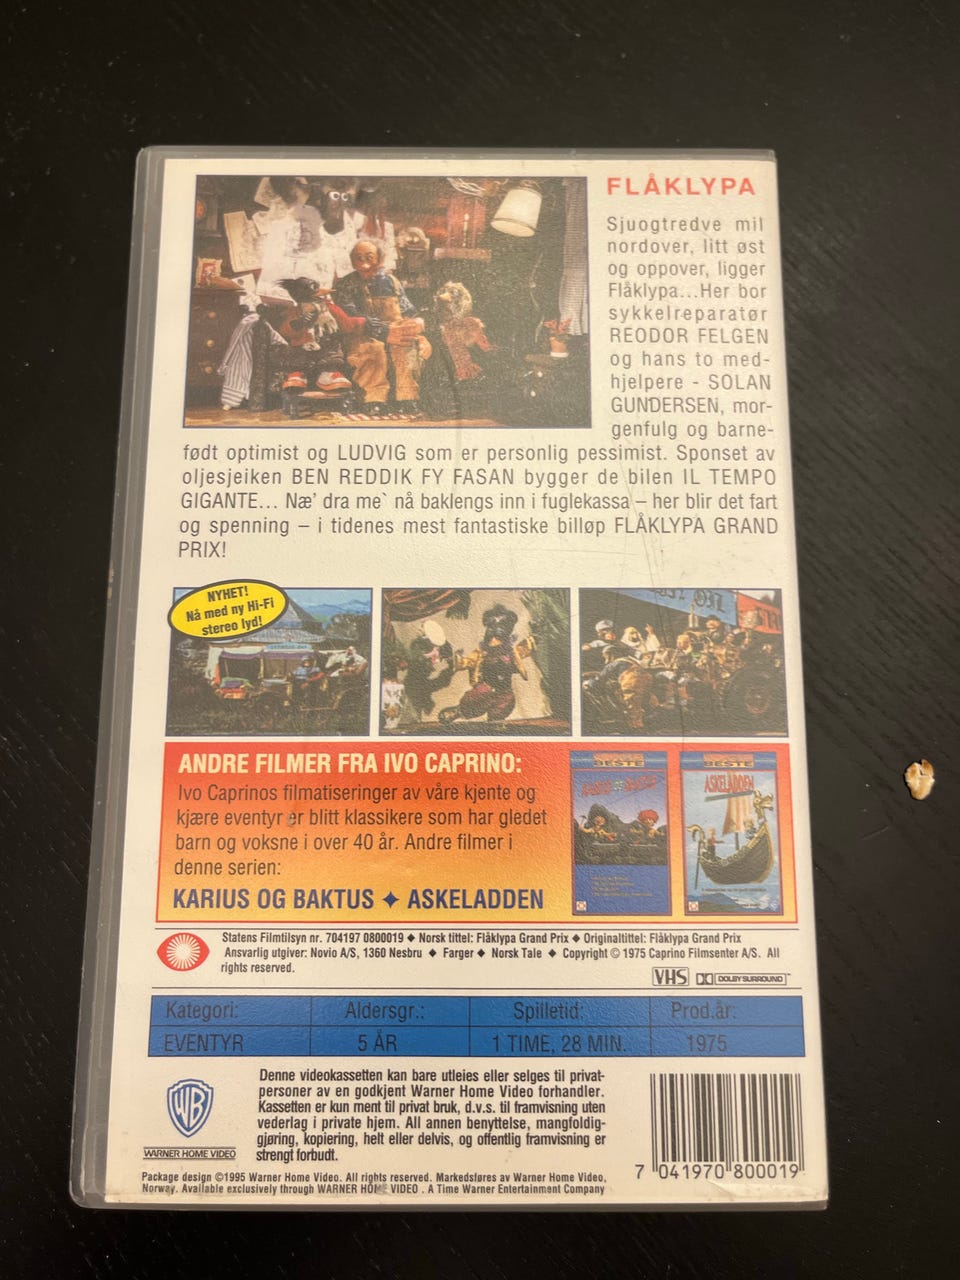 FLÅKLYPA
Sjuogtredve mil
nordover, litt øst
og oppover, ligger
Flåklypa...Her bor
sykkelreparatør
REODOR FELGEN
og hans to med-
hjelpere - SOLAN
GUNDERSEN, mor-
genfulg og barne-
født optimist og LUDVIG som er personlig pessimist. Sponset av
oljesjeiken BEN REDDIK FY FASAN bygger de bilen IL TEMPO
GIGANTE... Næ' dra me` nå baklengs inn i fuglekassa – her blir det fart
og spenning – i tidenes mest fantastiske billøp FLÅKLYPA GRAND
PRIX!
NYHET!
Nå med ny Hi-Fi
stereo lyd!
OIL
ANDRE FILMER FRA IVO CAPRINO:
Ivo Caprinos filmatiseringer av våre kjente og
kjære eventyr er blitt klassikere som har gledet
barn og voksne i over 40 år. Andre filmer i
denne serien:
KARIUS OG BAKTUS ✦ ASKELADDEN
BESTE
BESTE
ASKELADDEN
Statens Filmtilsyn nr. 704197 0800019 ◆ Norsk tittel: Flåklypa Grand Prix ◆ Originaltittel: Flåklypa Grand Prix
Ansvarlig utgiver: Novio A/S, 1360 Nesbru ◆ Farger ◆ Norsk Tale ◆ Copyright © 1975 Caprino Filmsenter A/S. All
rights reserved.
VHS DOLBY SURROUND
Kategori: Aldersgr.: Spilletid: Prod.år:
EVENTYR 5 ÅR 1 TIME, 28 MIN. 1975
Denne videokassetten kan bare utleies eller selges til privat-
personer av en godkjent Warner Home Video forhandler.
Kassetten er kun ment til privat bruk, d.v.s. til framvisning uten
vederlag i private hjem. All annen benyttelse, mangfoldig-
ggjøring, kopiering, helt eller delvis, og offentlig framvisning er
strengt forbudt.
WB
WARNER HOME VIDEO
7 041970 800019
Package design ©1995 Warner Home Video. All rights reserved. Markedsføres av Warner Home Video,
Norway. Available exclusively through WARNER HOME VIDEO . A Time Warner Entertainment Company